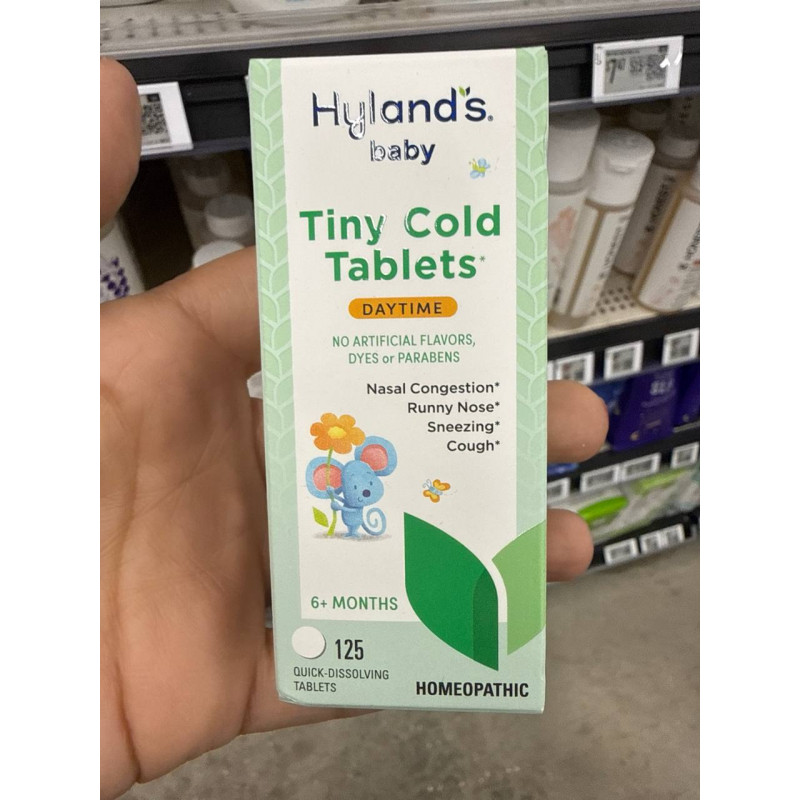 Hyland's®
baby
Tiny Cold
Tablets*
DAYTIME
NO ARTIFICIAL FLAVORS,
DYES or PARABENS
Nasal Congestion*
Runny Nose*
Sneezing*
Cough*
6+ MONTHS
125
QUICK-DISSOLVING
TABLETS
HOMEOPATHIC